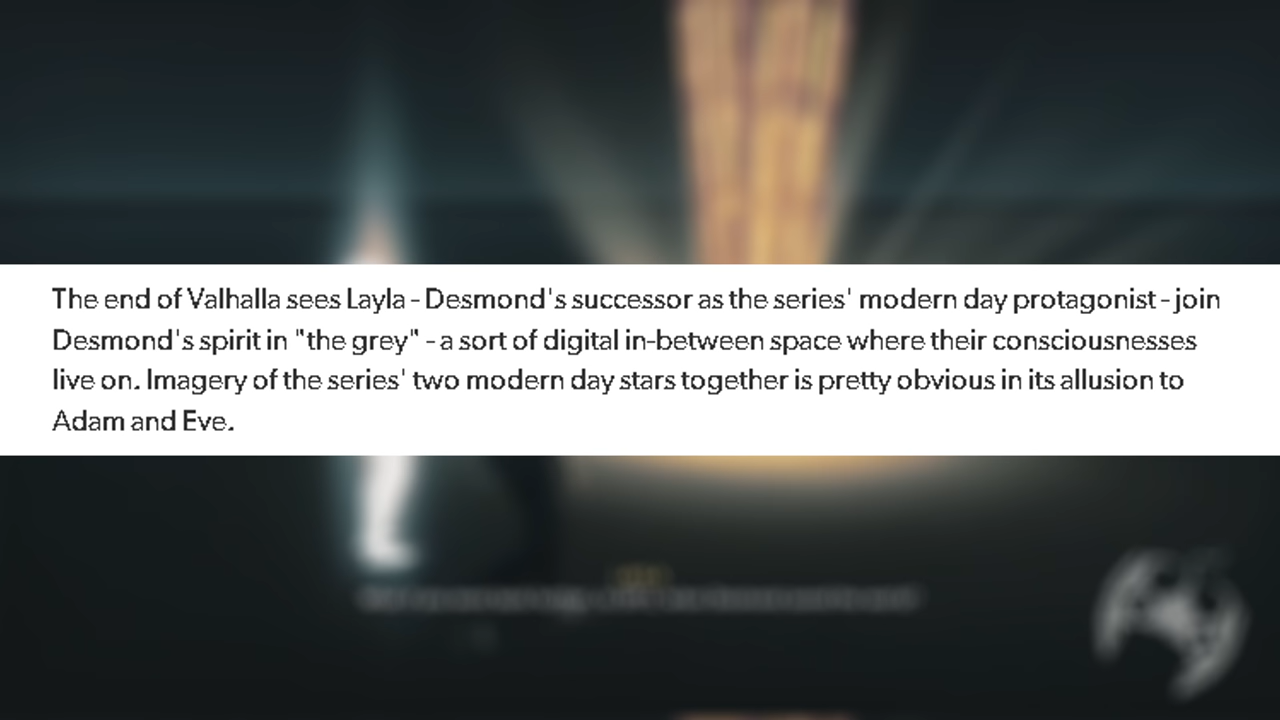 The end of Valhalla sees Layla - Desmond's successor as the series' modern day protagonist - join
Desmond's spirit in "the grey" - a sort of digital in-between space where their consciousnesses
live on. Imagery of the series' two modern day stars together is pretty obvious in its allusion to
Adam and Eve.